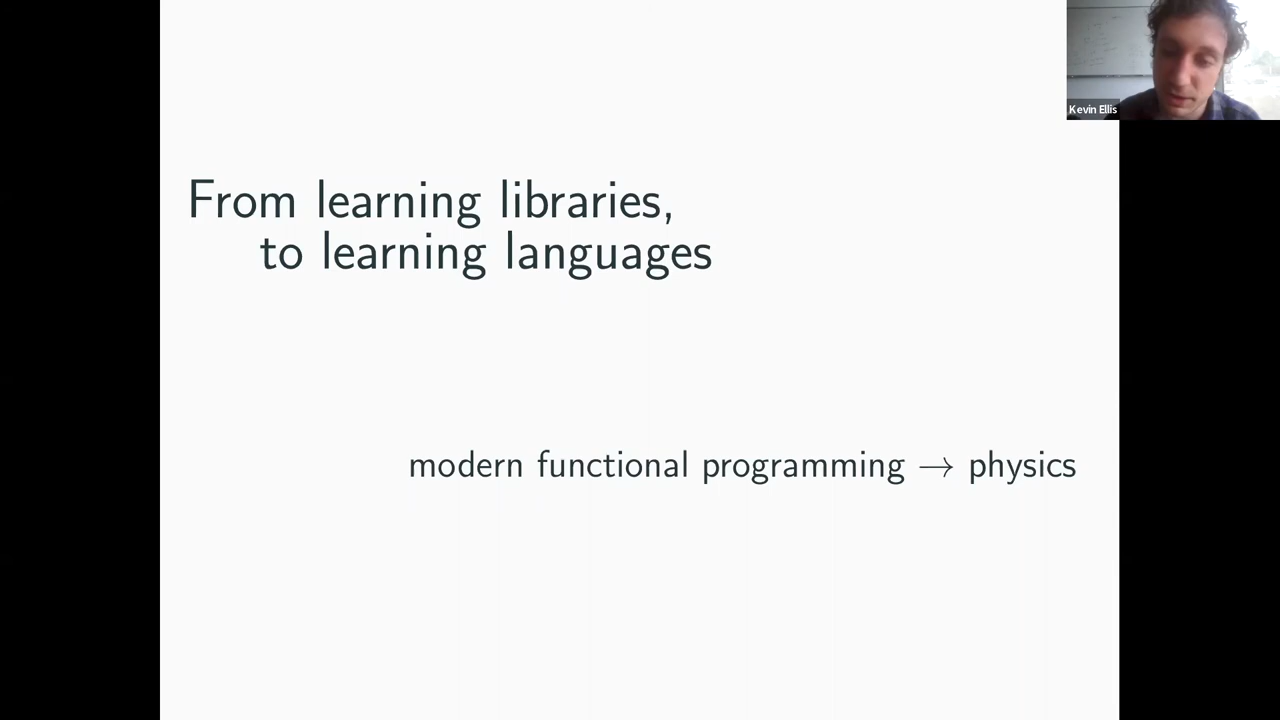 From learning libraries,
to learning languages
modern functional programming → physics
Kevin Ellis